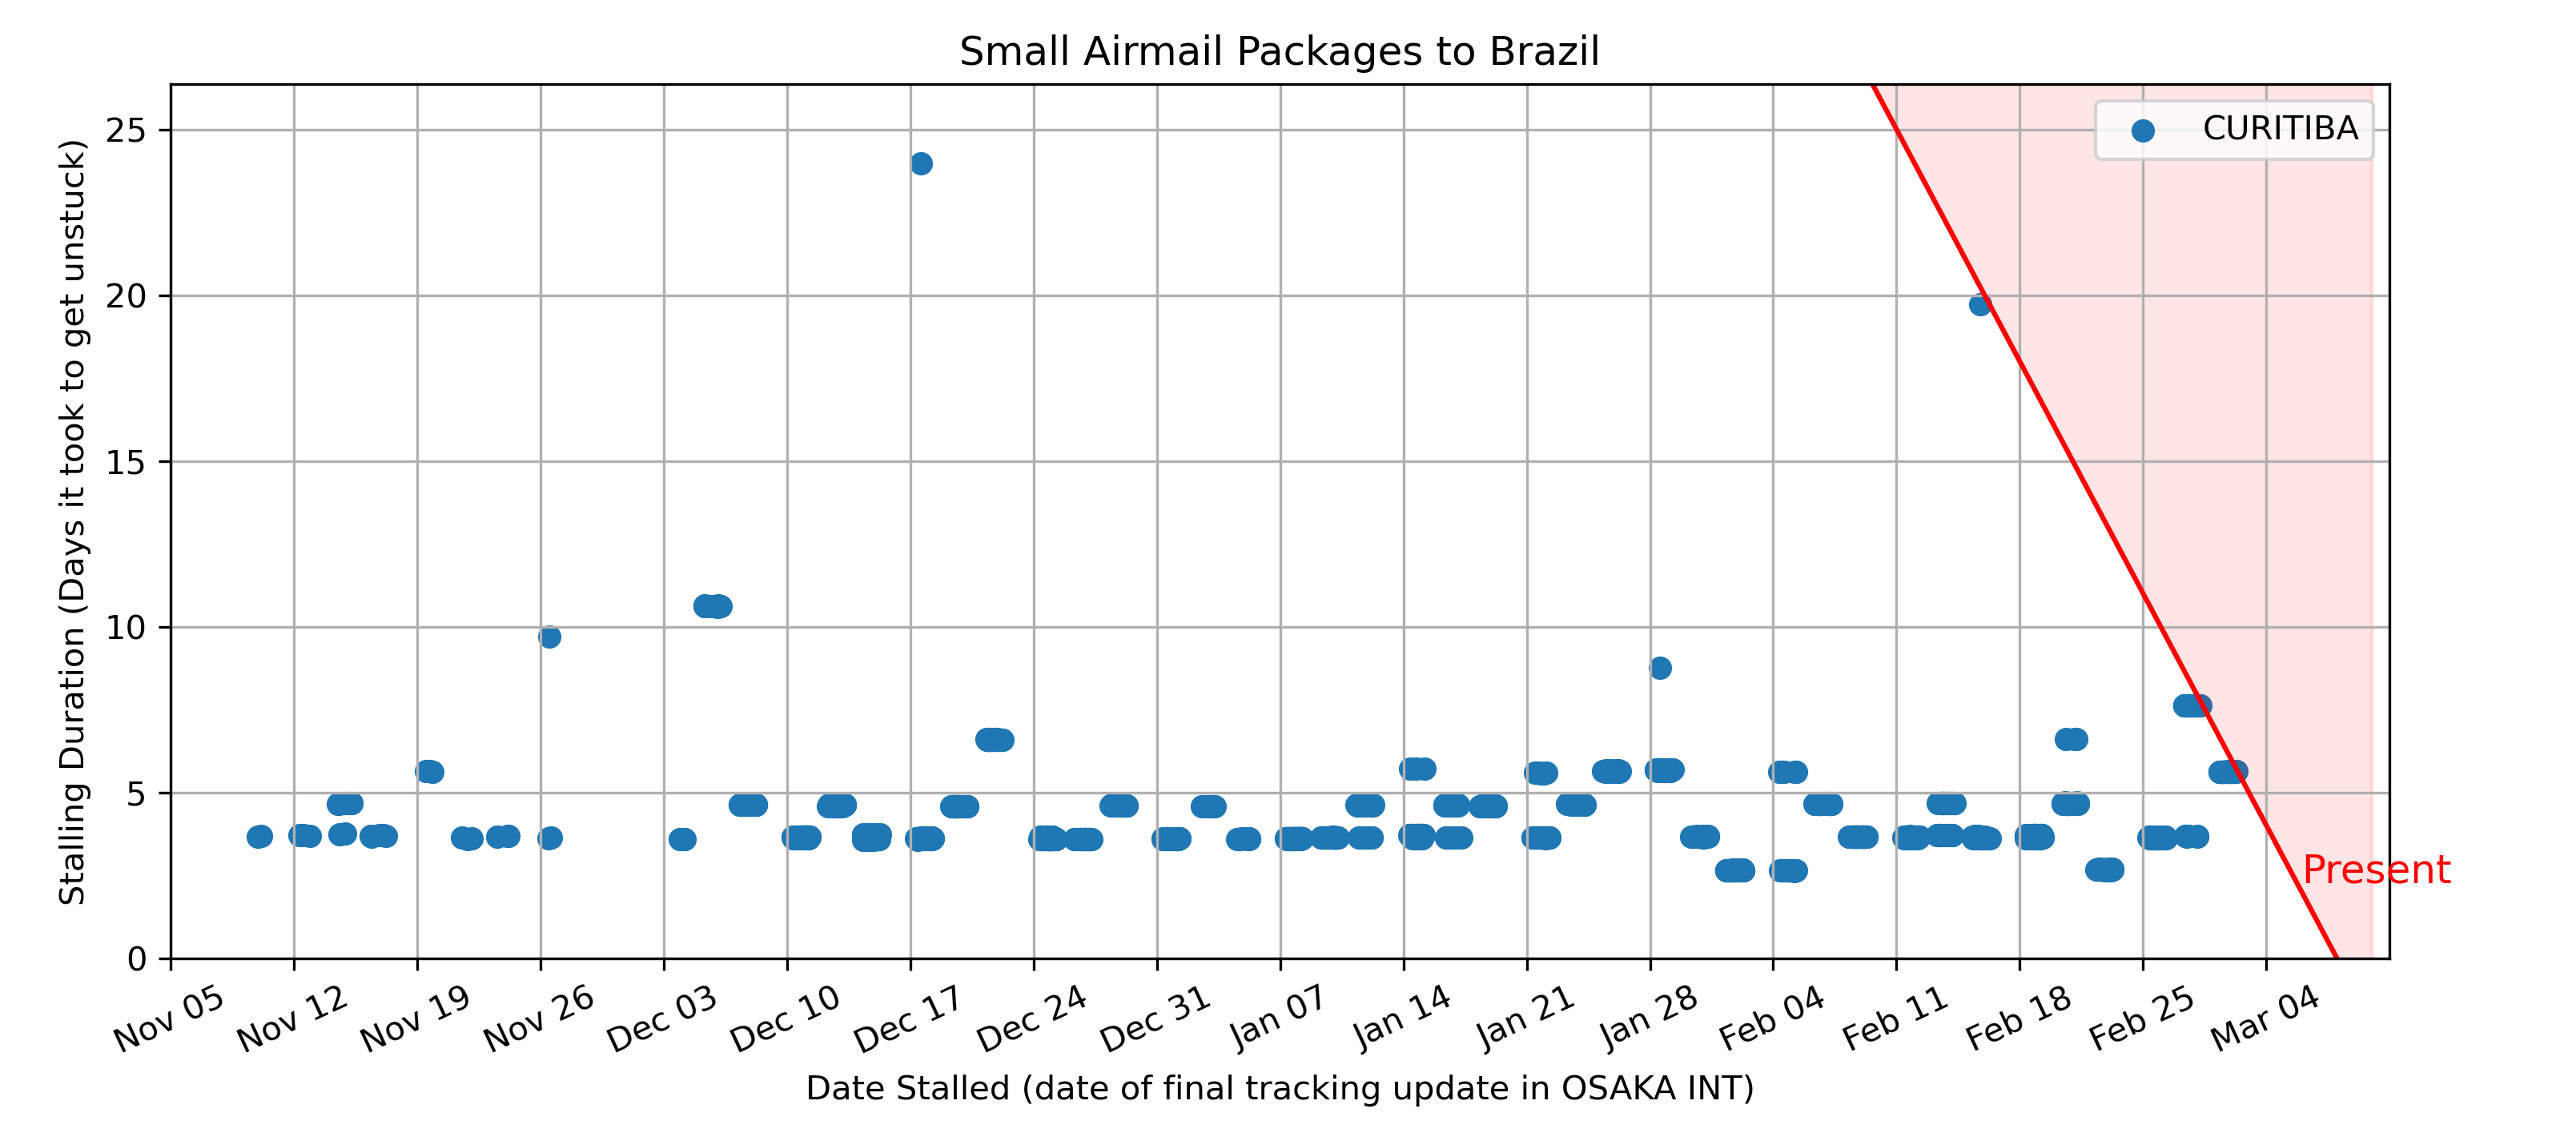 Small Airmail Packages to Brazil
CURITIBA
Present
Stalling Duration (Days it took to get unstuck)
25
20
15
10
5
0
Nov 05
Nov 12
Nov 19
Nov 26
Dec 03
Dec 10
Dec 17
Dec 24
Dec 31
Jan 07
Jan 14
Jan 21
Jan 28
Feb 04
Feb 11
Feb 18
Feb 25
Mar 04
Date Stalled (date of final tracking update in OSAKA INT)